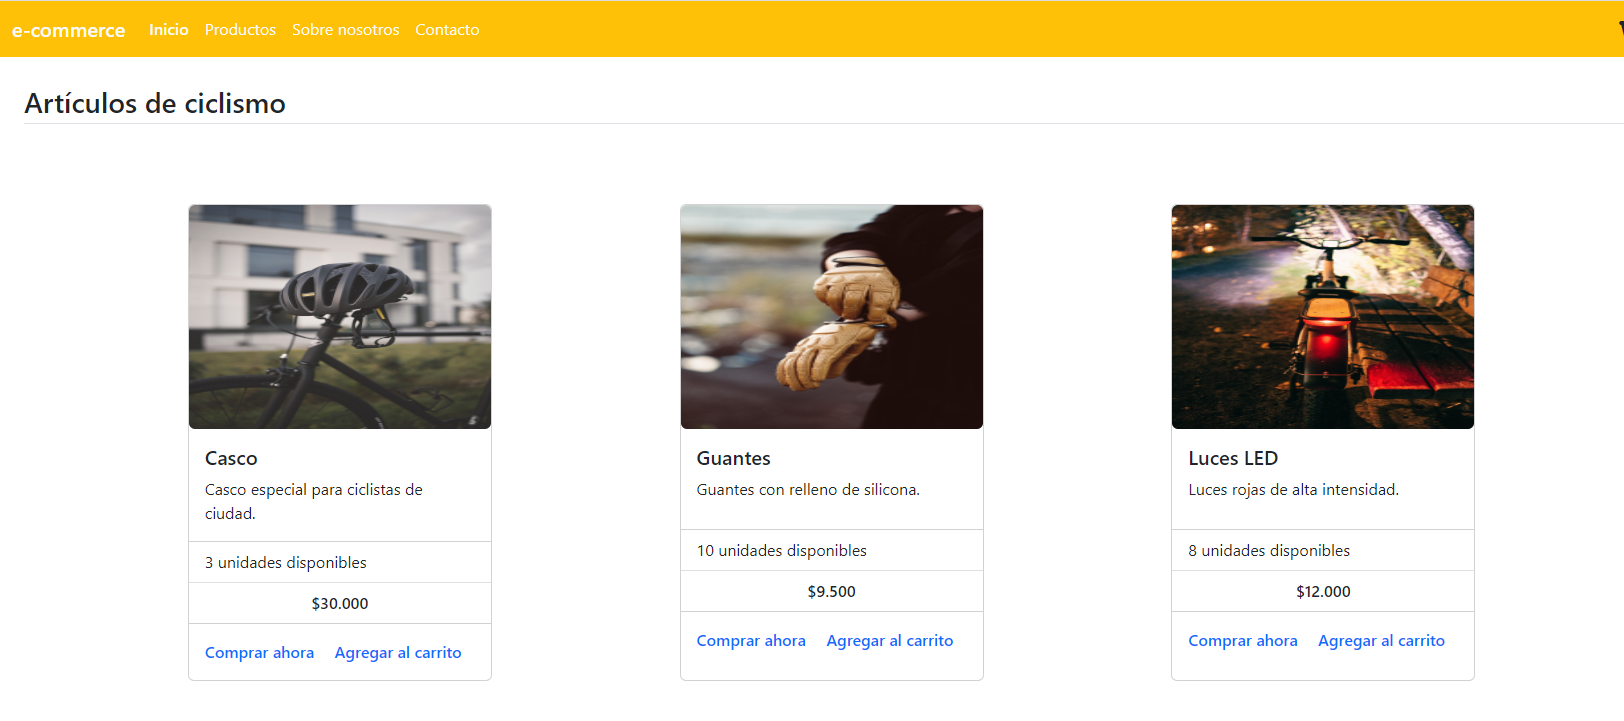 e-commerce Inicio Productos Sobre nosotros Contacto
Artículos de ciclismo
Casco
Casco especial para ciclistas de
ciudad.
3 unidades disponibles
$30.000
Comprar ahora Agregar al carrito
Guantes
Guantes con relleno de silicona.
10 unidades disponibles
$9.500
Comprar ahora Agregar al carrito
Luces LED
Luces rojas de alta intensidad.
8 unidades disponibles
$12.000
Comprar ahora Agregar al carrito